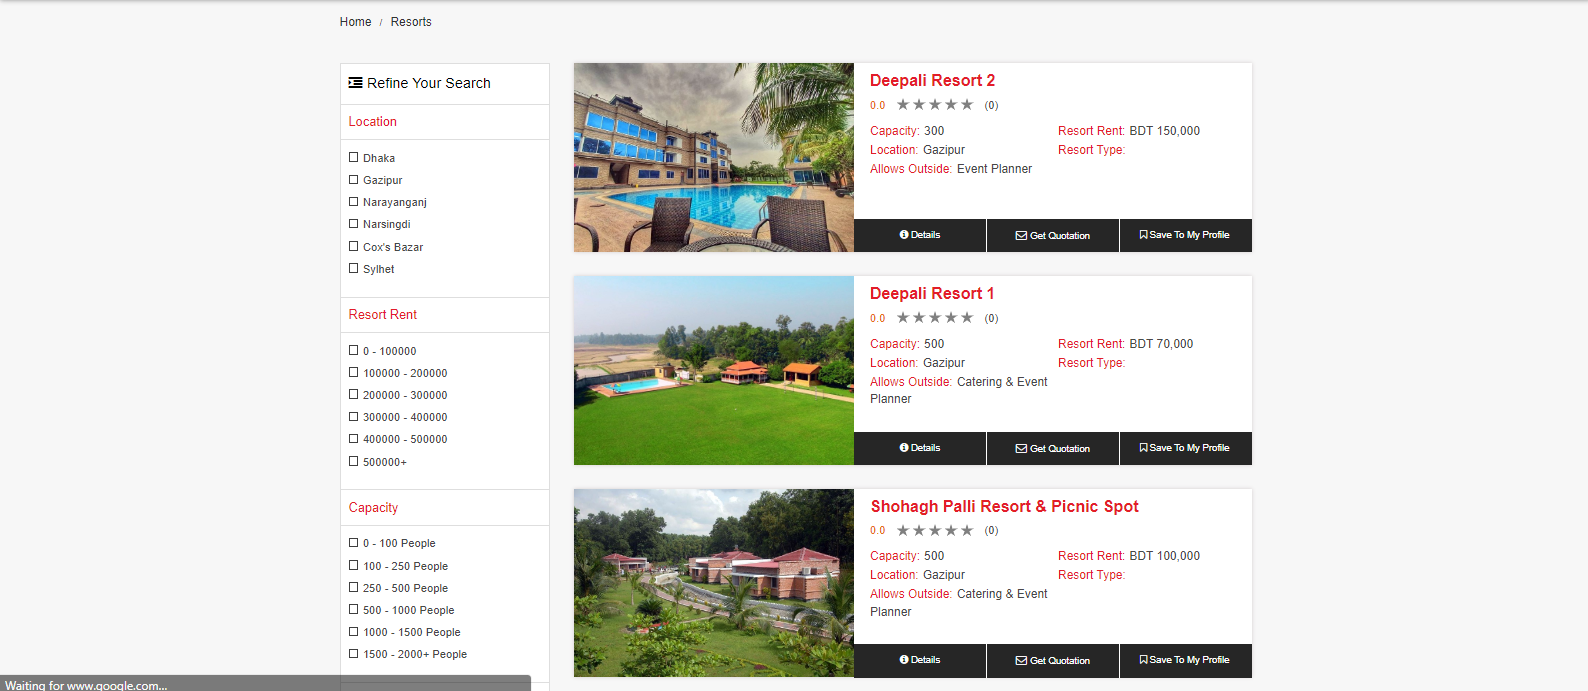 Home / Resorts
Refine Your Search
Location
Dhaka
Gazipur
Narayanganj
Narsingdi
Cox's Bazar
Sylhet
Resort Rent
0 - 100000
100000 - 200000
200000 - 300000
300000 - 400000
400000 - 500000
500000+
Capacity
0 - 100 People
100 - 250 People
250 - 500 People
500 - 1000 People
1000 - 1500 People
1500 - 2000+ People
Deepali Resort 2
0.0 (0)
Capacity: 300 Resort Rent: BDT 150,000
Location: Gazipur Resort Type:
Allows Outside: Event Planner
Details Get Quotation Save To My Profile
Deepali Resort 1
0.0 (0)
Capacity: 500 Resort Rent: BDT 70,000
Location: Gazipur Resort Type:
Allows Outside: Catering & Event
Planner
Details Get Quotation Save To My Profile
Shohagh Palli Resort & Picnic Spot
0.0 (0)
Capacity: 500 Resort Rent: BDT 100,000
Location: Gazipur Resort Type:
Allows Outside: Catering & Event
Planner
Details Get Quotation Save To My Profile
Waiting for www.google.com...